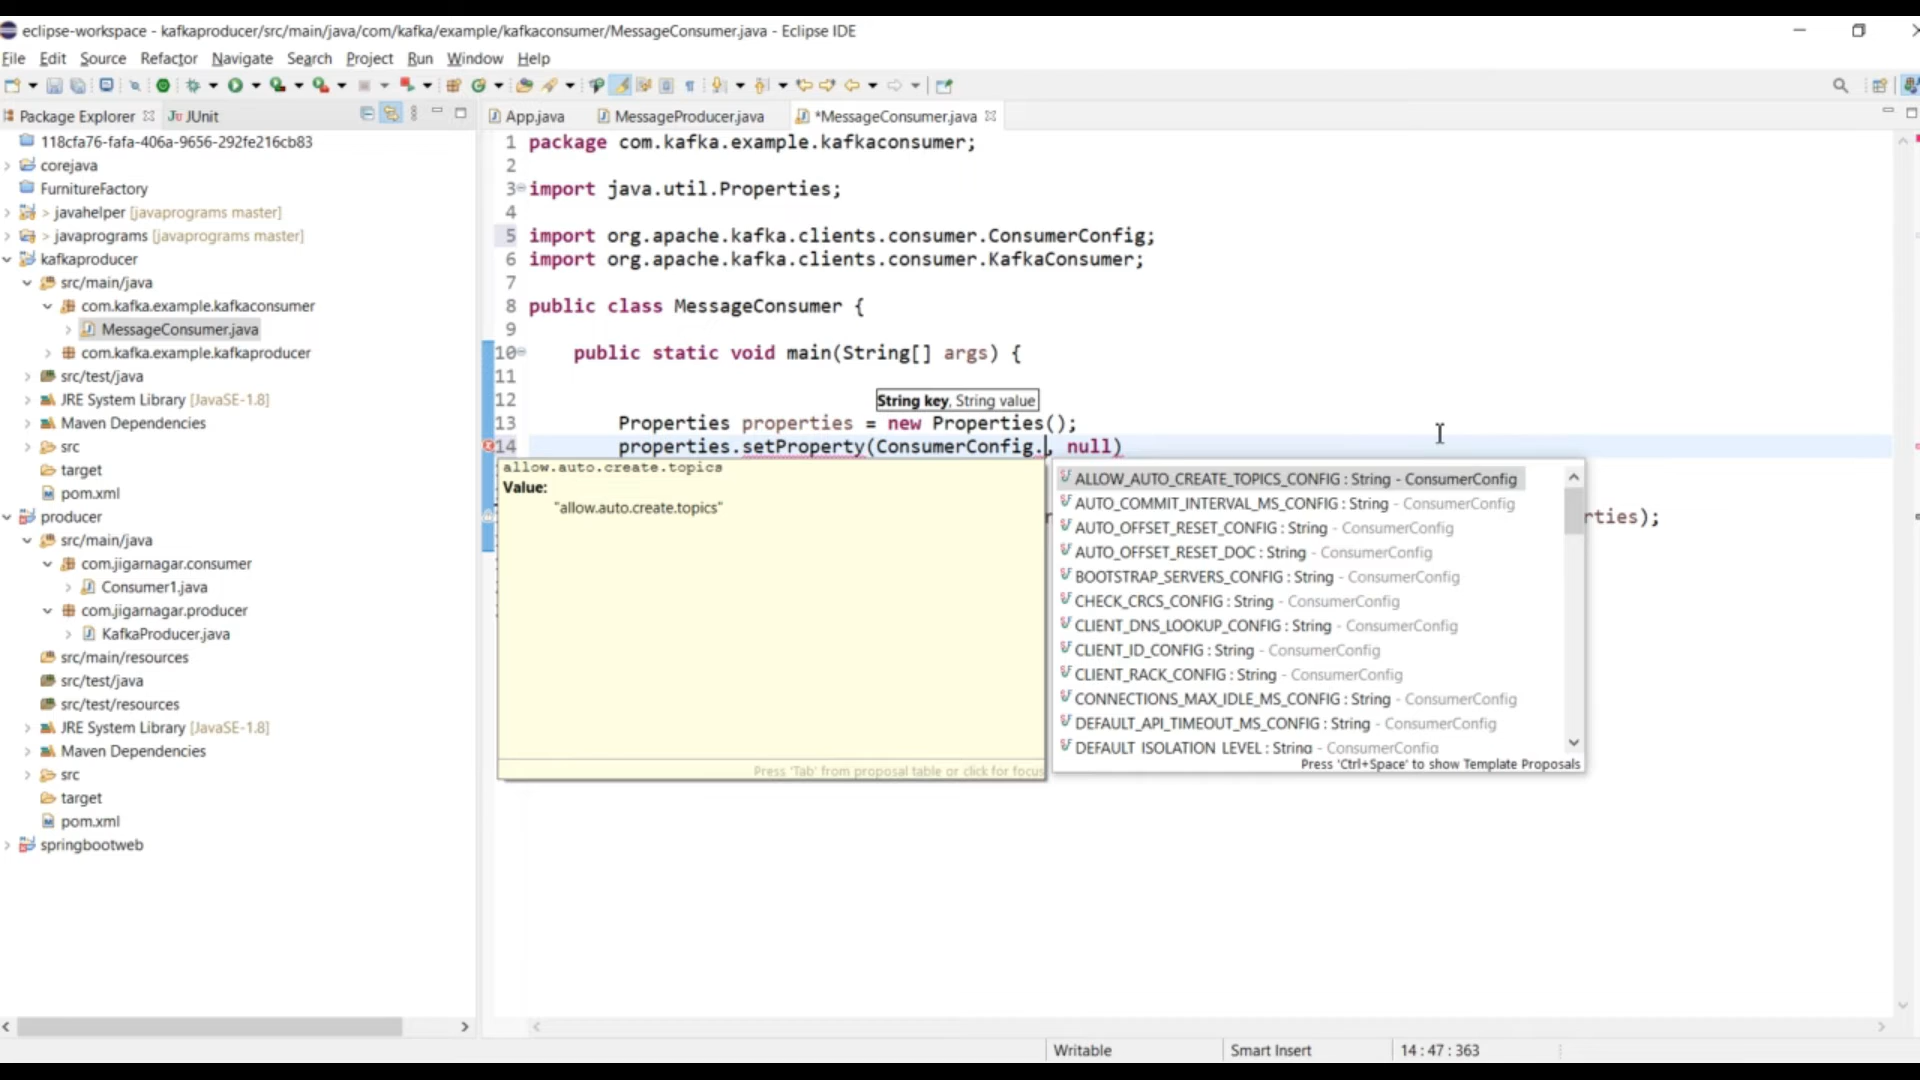 eclipse-workspace - kafkaproducer/src/main/java/com/kafka/example/kafkaconsumer/MessageConsumer.java - Eclipse IDE
File Edit Source Refactor Navigate Search Project Run Window Help
Package Explorer JUnit
118cfa76-fafa-406a-9656-292fe216cb83
corejava
FurnitureFactory
> javahelper [javaprograms master]
> javaprograms [javaprograms master]
kafkaproducer
src/main/java
com.kafka.example.kafkaconsumer
MessageConsumer.java
com.kafka.example.kafkaproducer
src/test/java
JRE System Library [JavaSE-1.8]
Maven Dependencies
src
target
pom.xml
producer
src/main/java
com.jigarnagar.consumer
Consumer1.java
com.jigarnagar.producer
KafkaProducer.java
src/main/resources
src/test/java
src/test/resources
JRE System Library [JavaSE-1.8]
Maven Dependencies
src
target
pom.xml
springbootweb
App.java MessageProducer.java *MessageConsumer.java
1 package com.kafka.example.kafkaconsumer;
2
3 import java.util.Properties;
4
5 import org.apache.kafka.clients.consumer.ConsumerConfig;
6 import org.apache.kafka.clients.consumer.KafkaConsumer;
7
8 public class MessageConsumer {
9
10 public static void main(String[] args) {
11
12
String key, String value
13 Properties properties = new Properties();
14 properties.setProperty(ConsumerConfig., null)
rties);
allow.auto.create.topics
Value:
"allow.auto.create.topics"
Press 'Tab' from proposal table or click for focus
ALLOW_AUTO_CREATE_TOPICS_CONFIG : String - ConsumerConfig
AUTO_COMMIT_INTERVAL_MS_CONFIG : String - ConsumerConfig
AUTO_OFFSET_RESET_CONFIG : String - ConsumerConfig
AUTO_OFFSET_RESET_DOC : String - ConsumerConfig
BOOTSTRAP_SERVERS_CONFIG : String - ConsumerConfig
CHECK_CRCS_CONFIG : String - ConsumerConfig
CLIENT_DNS_LOOKUP_CONFIG : String - ConsumerConfig
CLIENT_ID_CONFIG : String - ConsumerConfig
CLIENT_RACK_CONFIG : String - ConsumerConfig
CONNECTIONS_MAX_IDLE_MS_CONFIG : String - ConsumerConfig
DEFAULT_API_TIMEOUT_MS_CONFIG : String - ConsumerConfig
DEFAULT_ISOLATION_LEVEL : String - ConsumerConfig
Press 'Ctrl+Space' to show Template Proposals
Writable Smart Insert 14 : 47 : 363